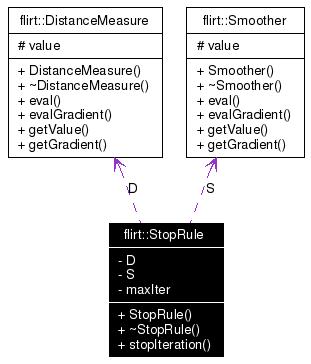 flirt::DistanceMeasure
# value
+ DistanceMeasure()
+ ~DistanceMeasure()
+ eval()
+ evalGradient()
+ getValue()
+ getGradient()
flirt::Smoother
# value
+ Smoother()
+ ~Smoother()
+ eval()
+ evalGradient()
+ getValue()
+ getGradient()
D
S
flirt::StopRule
- D
- S
- maxIter
+ StopRule()
+ ~StopRule()
+ stopIteration()